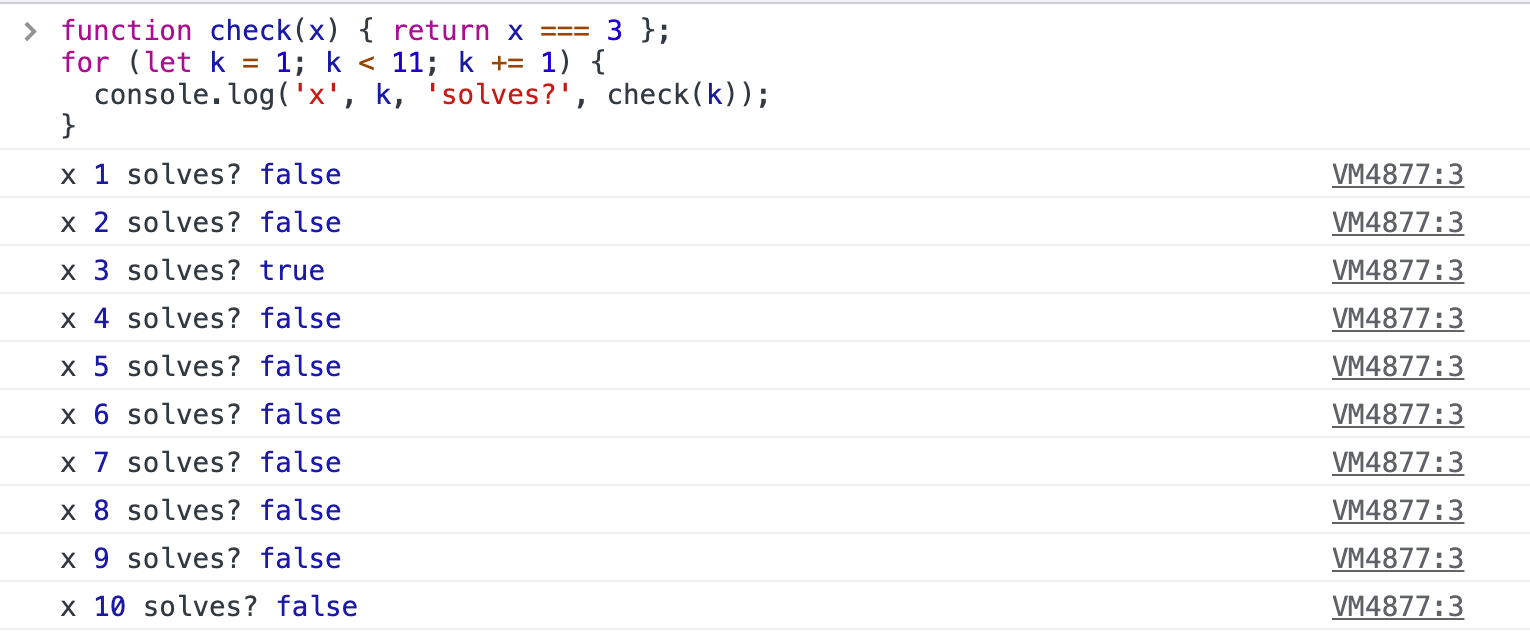 > function check(x) { return x === 3 };
for (let k = 1; k < 11; k += 1) {
  console.log('x', k, 'solves?', check(k));
}
x 1 solves? false VM4877:3
x 2 solves? false VM4877:3
x 3 solves? true VM4877:3
x 4 solves? false VM4877:3
x 5 solves? false VM4877:3
x 6 solves? false VM4877:3
x 7 solves? false VM4877:3
x 8 solves? false VM4877:3
x 9 solves? false VM4877:3
x 10 solves? false VM4877:3